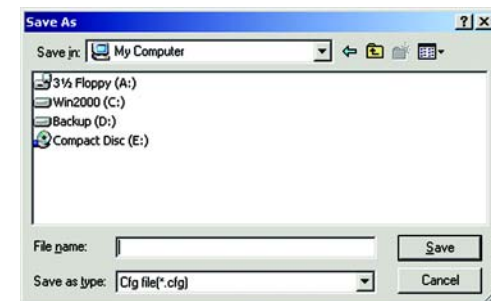 Save As
Save in: My Computer
3½ Floppy (A:)
Win2000 (C:)
Backup (D:)
Compact Disc (E:)
File name: Save
Save as type: Cfg file(*.cfg) Cancel